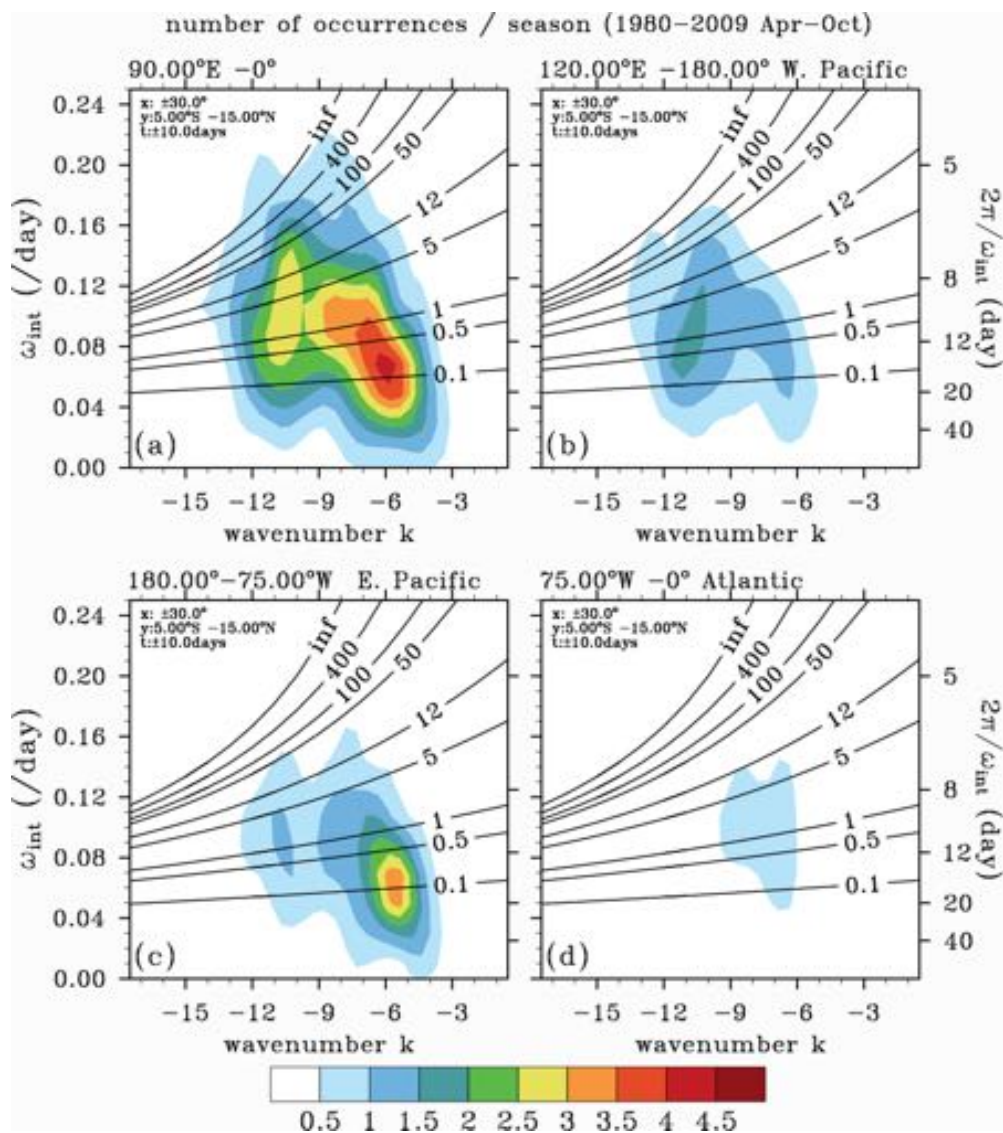 number of occurrences / season (1980−2009 Apr−Oct)
90.00°E −0°
120.00°E −180.00° W. Pacific
x: ±30.0°
y:5.00°S −15.00°N
t:±10.0days
inf
400
100
50
12
5
1
0.5
0.1
0.24
0.20
0.16
0.12
0.08
0.04
0.00
ω_int (/day)
(a)
−15 −12 −9 −6 −3
wavenumber k
x: ±30.0°
y:5.00°S −15.00°N
t:±10.0days
inf
400
100
50
12
5
1
0.5
0.1
5
8
12
20
40
2π/ω_int (day)
(b)
−15 −12 −9 −6 −3
wavenumber k
180.00°−75.00°W E. Pacific
75.00°W −0° Atlantic
x: ±30.0°
y:5.00°S −15.00°N
t:±10.0days
inf
400
100
50
12
5
1
0.5
0.1
0.24
0.20
0.16
0.12
0.08
0.04
0.00
ω_int (/day)
(c)
−15 −12 −9 −6 −3
wavenumber k
x: ±30.0°
y:5.00°S −15.00°N
t:±10.0days
inf
400
100
50
12
5
1
0.5
0.1
5
8
12
20
40
2π/ω_int (day)
(d)
−15 −12 −9 −6 −3
wavenumber k
0.5 1 1.5 2 2.5 3 3.5 4 4.5